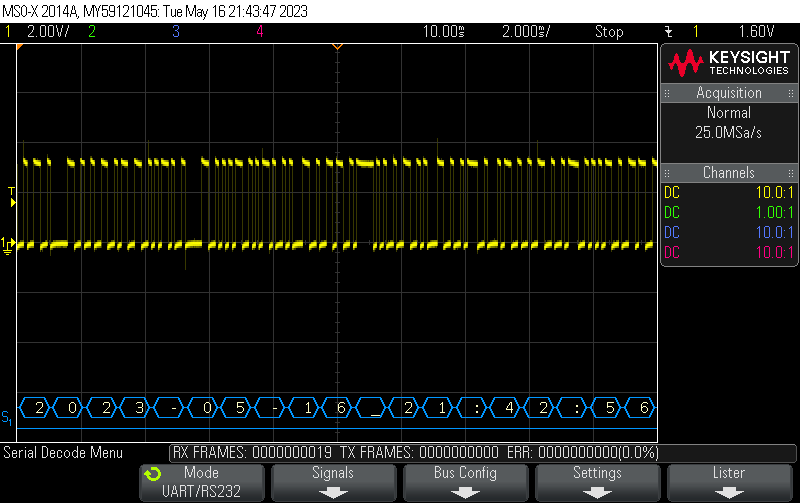 MSO-X 2014A, MY59121045: Tue May 16 21:43:47 2023
1 2.00V/ 2 3 4 10.00ms 2.000ms/ Stop 1 1.60V
KEYSIGHT
TECHNOLOGIES
Acquisition
Normal
25.0MSa/s
Channels
DC 10.0:1
DC 1.00:1
DC 10.0:1
DC 10.0:1
T
1
2 0 2 3 - 0 5 - 1 6 _ 2 1 : 4 2 : 5 6
S1
Serial Decode Menu
RX FRAMES: 0000000019 TX FRAMES: 0000000000 ERR: 0000000000(0.0%)
Mode
UART/RS232
Signals
Bus Config
Settings
Lister